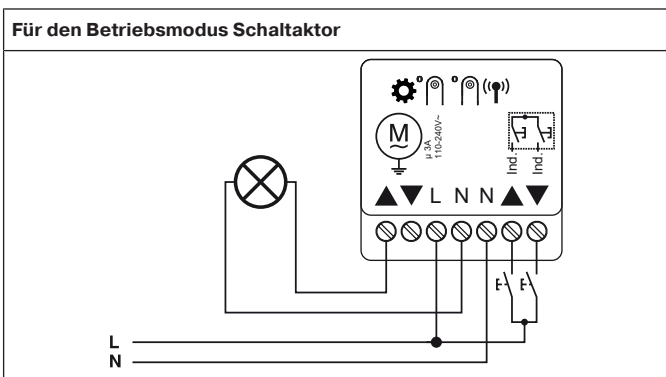 Für den Betriebsmodus Schaltaktor
M
µ 3A
110-240V~
Ind.
Ind.
L N N
L
N